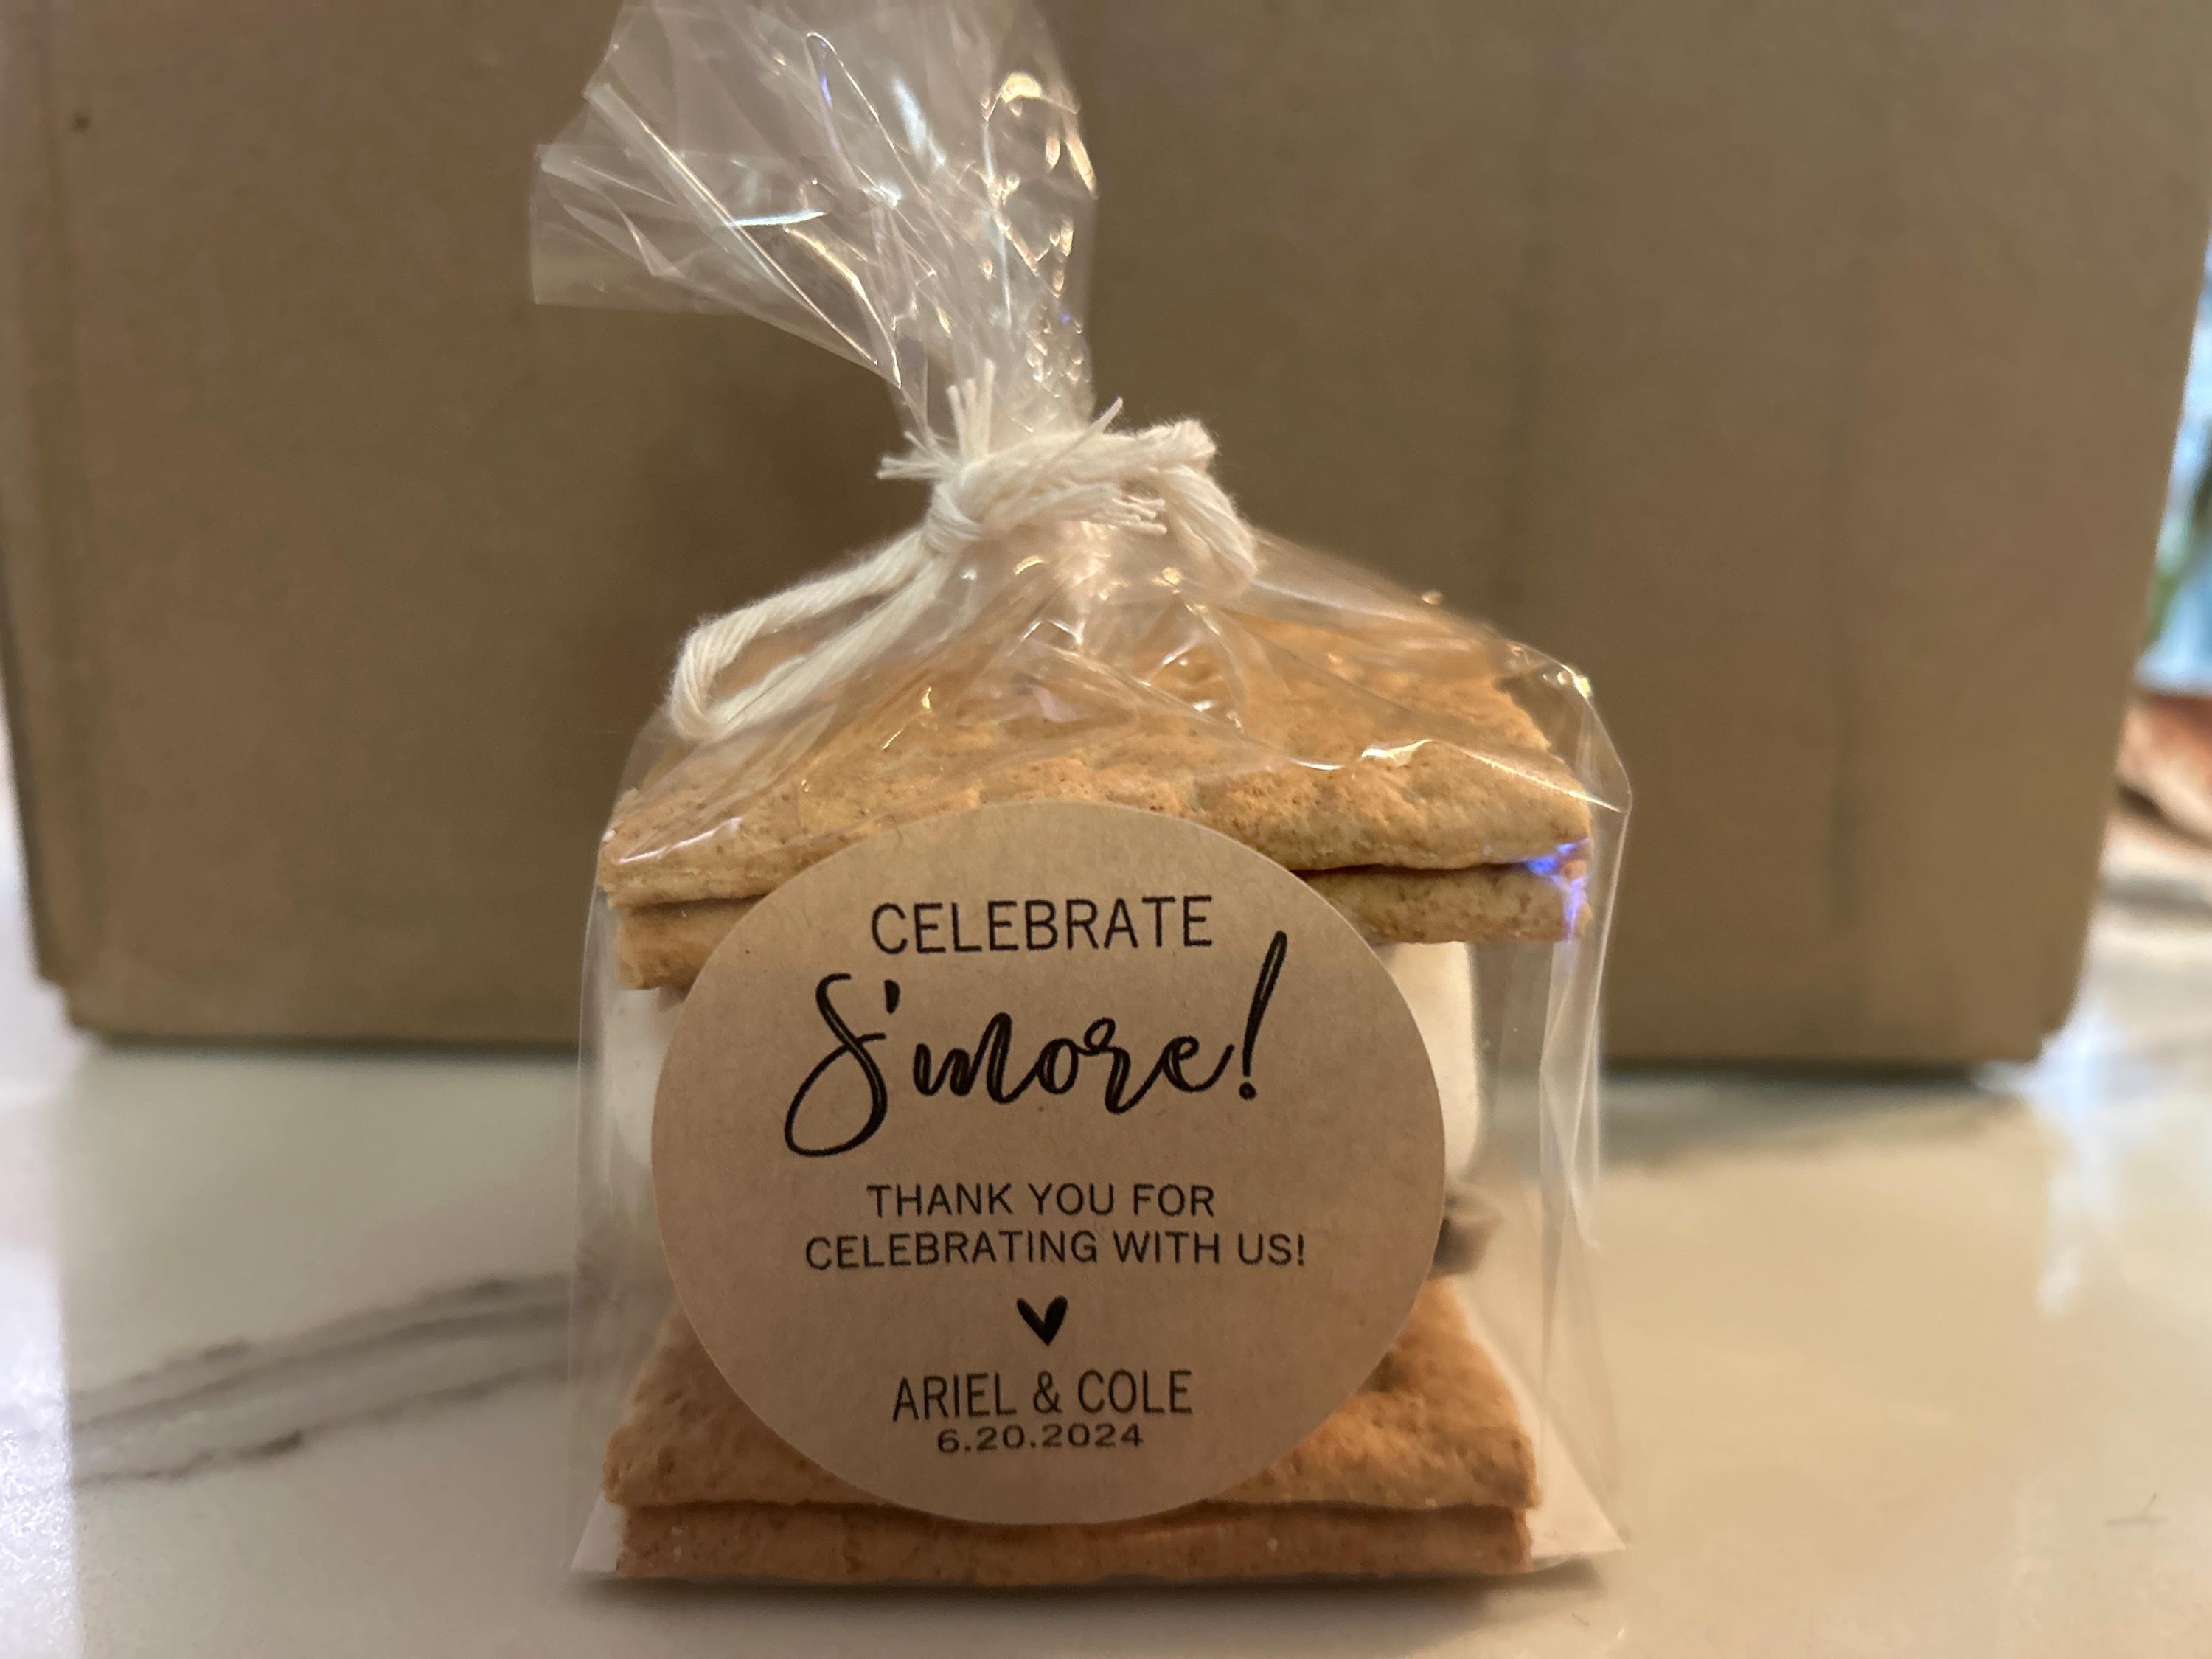 CELEBRATE
S'more!
THANK YOU FOR
CELEBRATING WITH US!
ARIEL & COLE
6.20.2024